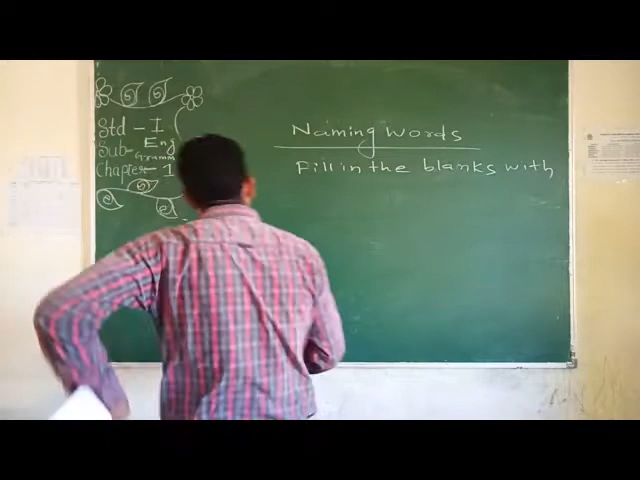 Std - I
Sub- Eng
Gramm
Chapter - 1
Naming words
Fill in the blanks with